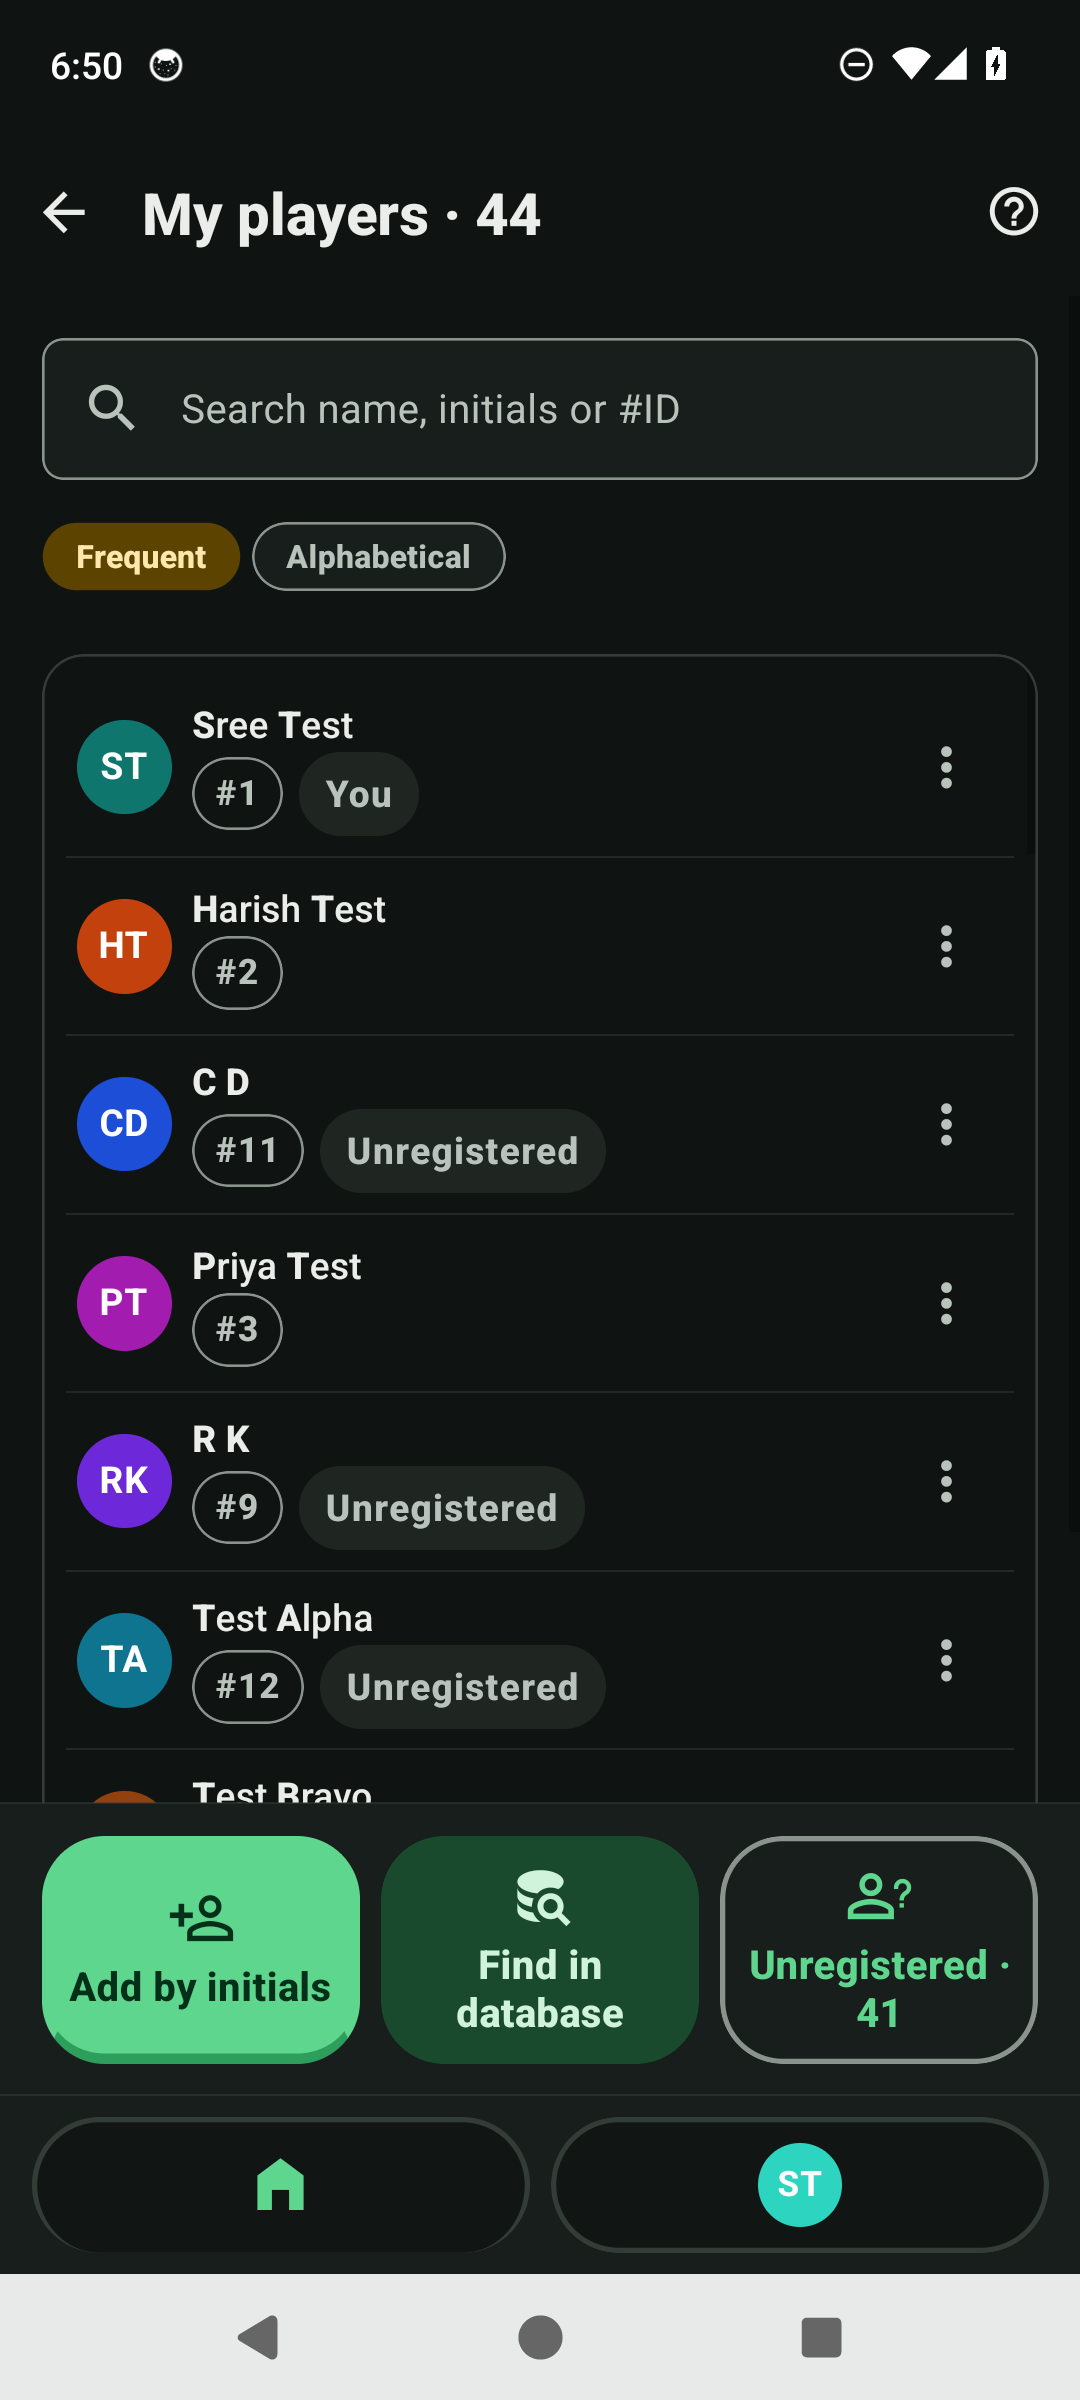 6:50
My players · 44
Search name, initials or #ID
Frequent
Alphabetical
ST
Sree Test
#1
You
HT
Harish Test
#2
CD
C D
#11
Unregistered
PT
Priya Test
#3
RK
R K
#9
Unregistered
TA
Test Alpha
#12
Unregistered
Test Bravo
Add by initials
Find in
database
?
Unregistered ·
41
ST